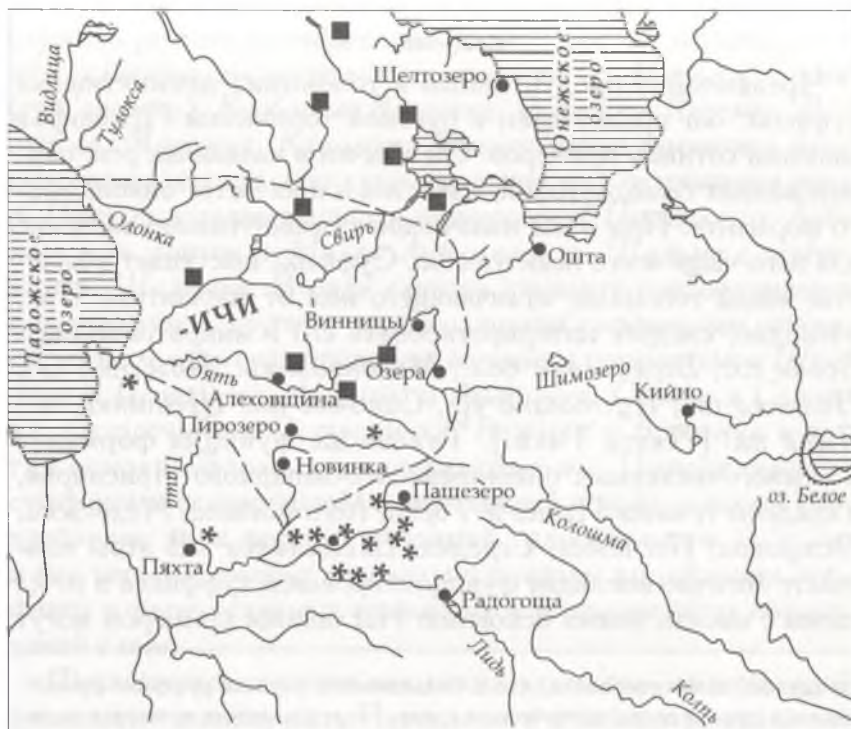 Видлица
Тулокса
Шелтозеро
Онежское
озеро
Олонка
Свирь
Ошта
Ладожское
озеро
-ИЧИ
Винницы
Оять
Озера
Шимозеро
Алеховщина
Кийно
Пирозеро
Новинка
Паша
Пашезеро
оз. Белое
Колошма
Пяхта
Радогоща
Лидь
Колпь